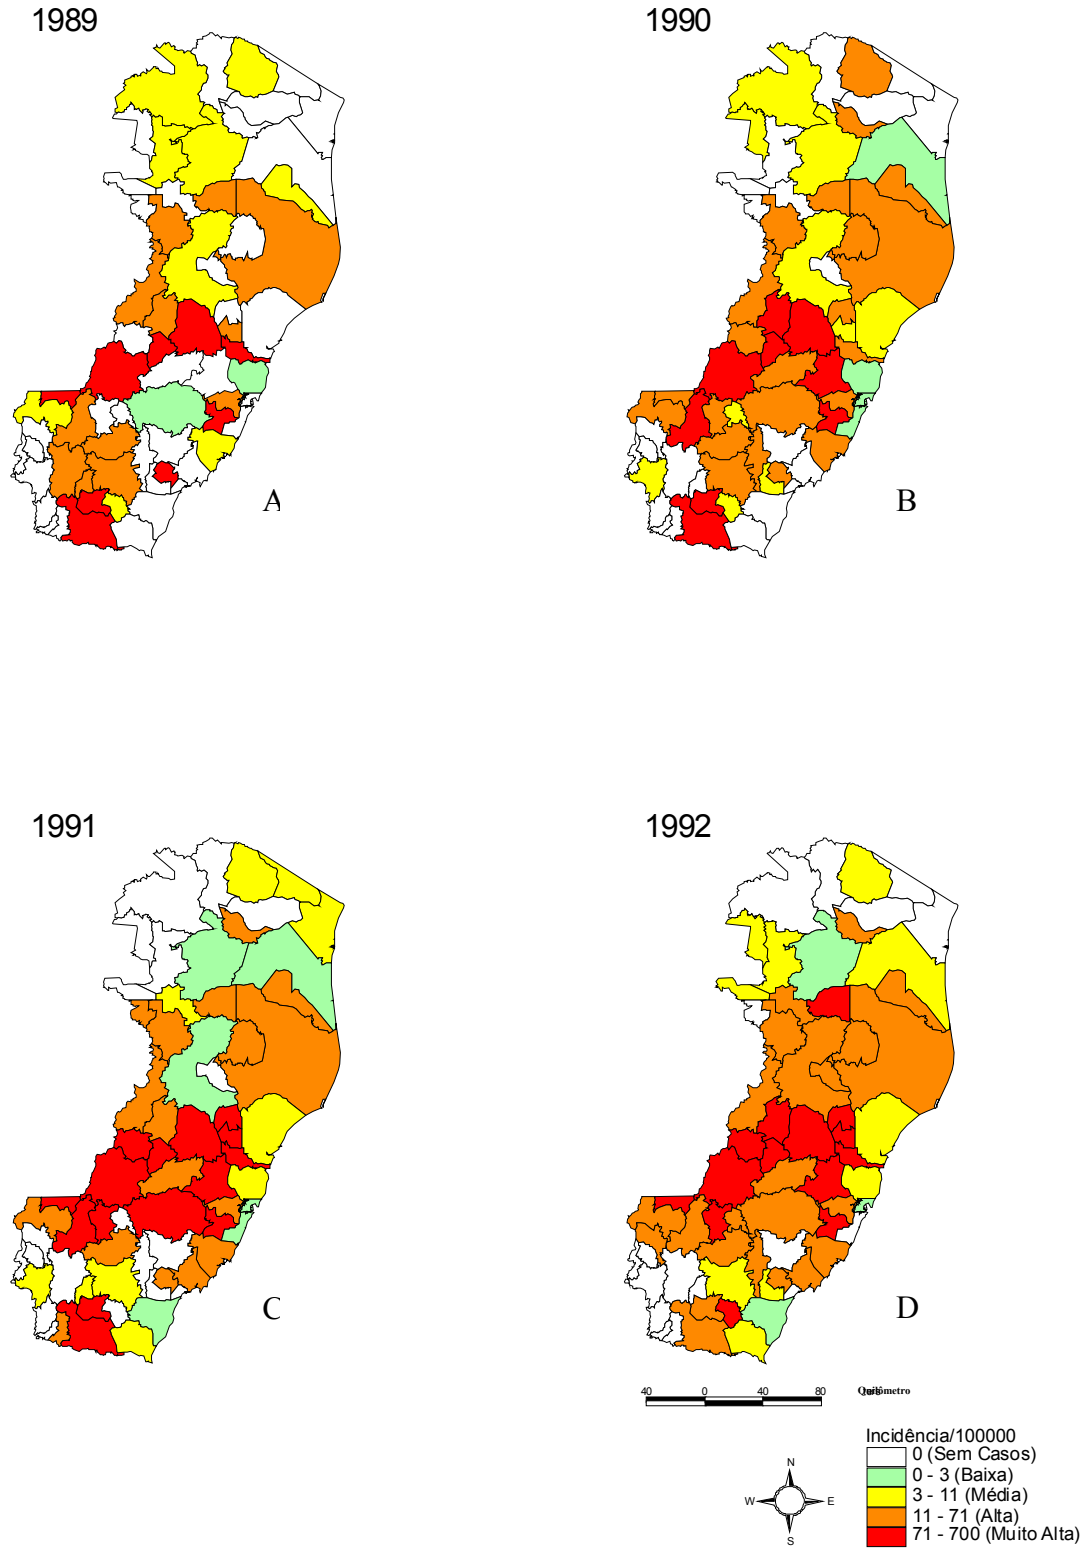 1989
1990
A
B
1991
1992
C
D
40 0 40 80 Quilômetro
Incidência/100000
0 (Sem Casos)
0 - 3 (Baixa)
3 - 11 (Média)
11 - 71 (Alta)
71 - 700 (Muito Alta)
N
W E
S